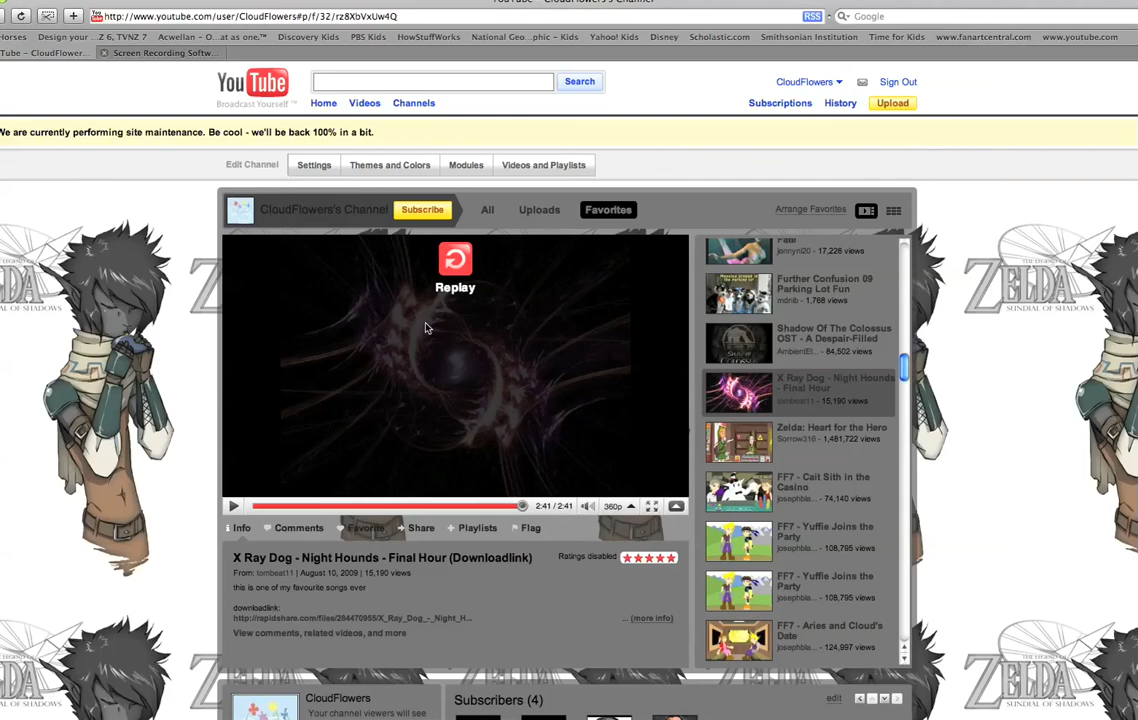 YouTube - CloudFlowers's Channel
http://www.youtube.com/user/CloudFlowers#p/f/32/rz8XbVxUw4Q
RSS
Google
Horses Design your ...Z 6, TVNZ 7 Acwellan - O...at as one.™ Discovery Kids PBS Kids HowStuffWorks National Geo...phic - Kids Yahoo! Kids Disney Scholastic.com Smithsonian Institution Time for Kids www.fanartcentral.com www.youtube.com
Tube - CloudFlower... Screen Recording Softw...
YouTube
Broadcast Yourself™
Search
CloudFlowers Sign Out
Home Videos Channels
Subscriptions History Upload
We are currently performing site maintenance. Be cool - we'll be back 100% in a bit.
Edit Channel Settings Themes and Colors Modules Videos and Playlists
CloudFlowers's Channel Subscribe All Uploads Favorites Arrange Favorites
Replay
2:41 / 2:41 360p
Info Comments Favorite Share Playlists Flag
X Ray Dog - Night Hounds - Final Hour (Downloadlink)
Ratings disabled
From: tombeat11 | August 10, 2009 | 15,190 views
this is one of my favourite songs ever
downloadlink:
http://rapidshare.com/files/264470955/X_Ray_Dog_-_Night_H...
... (more info)
View comments, related videos, and more
Fatal
jennyni20 - 17,226 views
Further Confusion 09
Parking Lot Fun
mdnib - 1,768 views
Shadow Of The Colossus
OST - A Despair-Filled
AmbientEt... - 84,502 views
X Ray Dog - Night Hounds
- Final Hour
tombeat11 - 15,190 views
Zelda: Heart for the Hero
Sorrow316 - 1,481,722 views
FF7 - Cait Sith in the
Casino
josephbla... - 74,140 views
FF7 - Yuffie Joins the
Party
josephbla... - 108,795 views
FF7 - Yuffie Joins the
Party
josephbla... - 108,795 views
FF7 - Aries and Cloud's
Date
josephbla... - 124,997 views
CloudFlowers
Your channel viewers will see
Subscribers (4)
edit
THE LEGEND OF
ZELDA
SUNDIAL OF SHADOWS